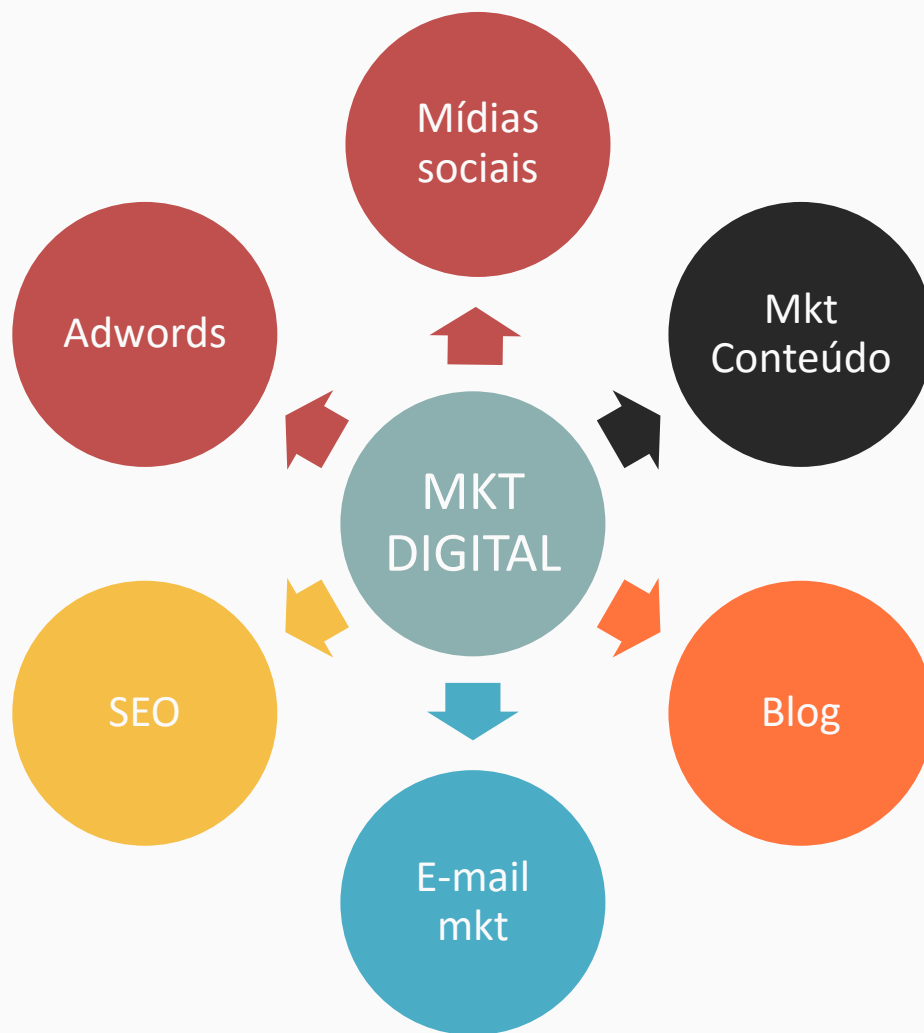 Mídias
sociais
Adwords
Mkt
Conteúdo
MKT
DIGITAL
SEO
Blog
E-mail
mkt